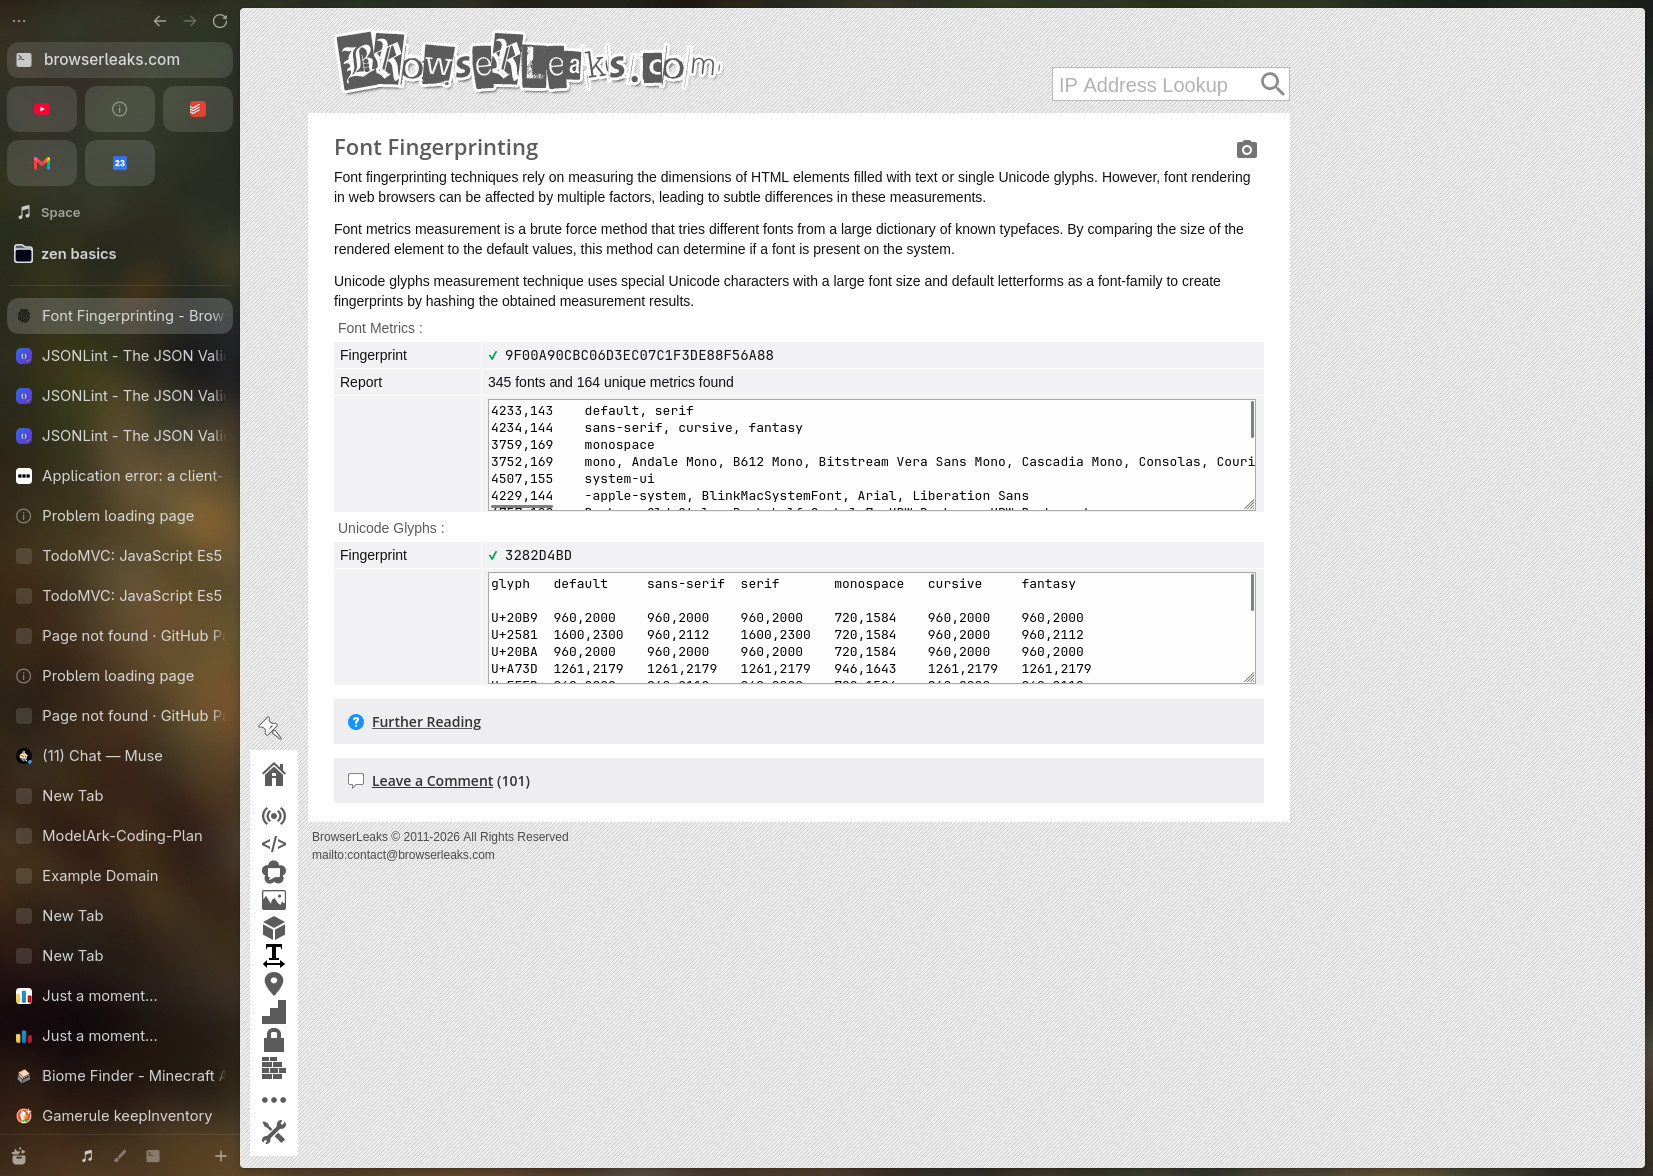 browserleaks.com
23
Space
zen basics
Font Fingerprinting - Brow
JSONLint - The JSON Vali
JSONLint - The JSON Vali
JSONLint - The JSON Vali
Application error: a client-
Problem loading page
TodoMVC: JavaScript Es5
TodoMVC: JavaScript Es5
Page not found · GitHub Pa
Problem loading page
Page not found · GitHub Pa
(11) Chat — Muse
New Tab
ModelArk-Coding-Plan
Example Domain
New Tab
New Tab
Just a moment...
Just a moment...
Biome Finder - Minecraft A
Gamerule keepInventory
BrowserLeaks.com
IP Address Lookup
Font Fingerprinting
Font fingerprinting techniques rely on measuring the dimensions of HTML elements filled with text or single Unicode glyphs. However, font rendering
in web browsers can be affected by multiple factors, leading to subtle differences in these measurements.
Font metrics measurement is a brute force method that tries different fonts from a large dictionary of known typefaces. By comparing the size of the
rendered element to the default values, this method can determine if a font is present on the system.
Unicode glyphs measurement technique uses special Unicode characters with a large font size and default letterforms as a font-family to create
fingerprints by hashing the obtained measurement results.
Font Metrics :
Fingerprint ✓ 9F00A90CBC06D3EC07C1F3DE88F56A88
Report 345 fonts and 164 unique metrics found
4233,143 default, serif
4234,144 sans-serif, cursive, fantasy
3759,169 monospace
3752,169 mono, Andale Mono, B612 Mono, Bitstream Vera Sans Mono, Cascadia Mono, Consolas, Couri
4507,155 system-ui
4229,144 -apple-system, BlinkMacSystemFont, Arial, Liberation Sans
Unicode Glyphs :
Fingerprint ✓ 3282D4BD
glyph default sans-serif serif monospace cursive fantasy
U+20B9 960,2000 960,2000 960,2000 720,1584 960,2000 960,2000
U+2581 1600,2300 960,2112 1600,2300 720,1584 960,2000 960,2112
U+20BA 960,2000 960,2000 960,2000 720,1584 960,2000 960,2000
U+A73D 1261,2179 1261,2179 1261,2179 946,1643 1261,2179 1261,2179
Further Reading
Leave a Comment (101)
BrowserLeaks © 2011-2026 All Rights Reserved
mailto:contact@browserleaks.com